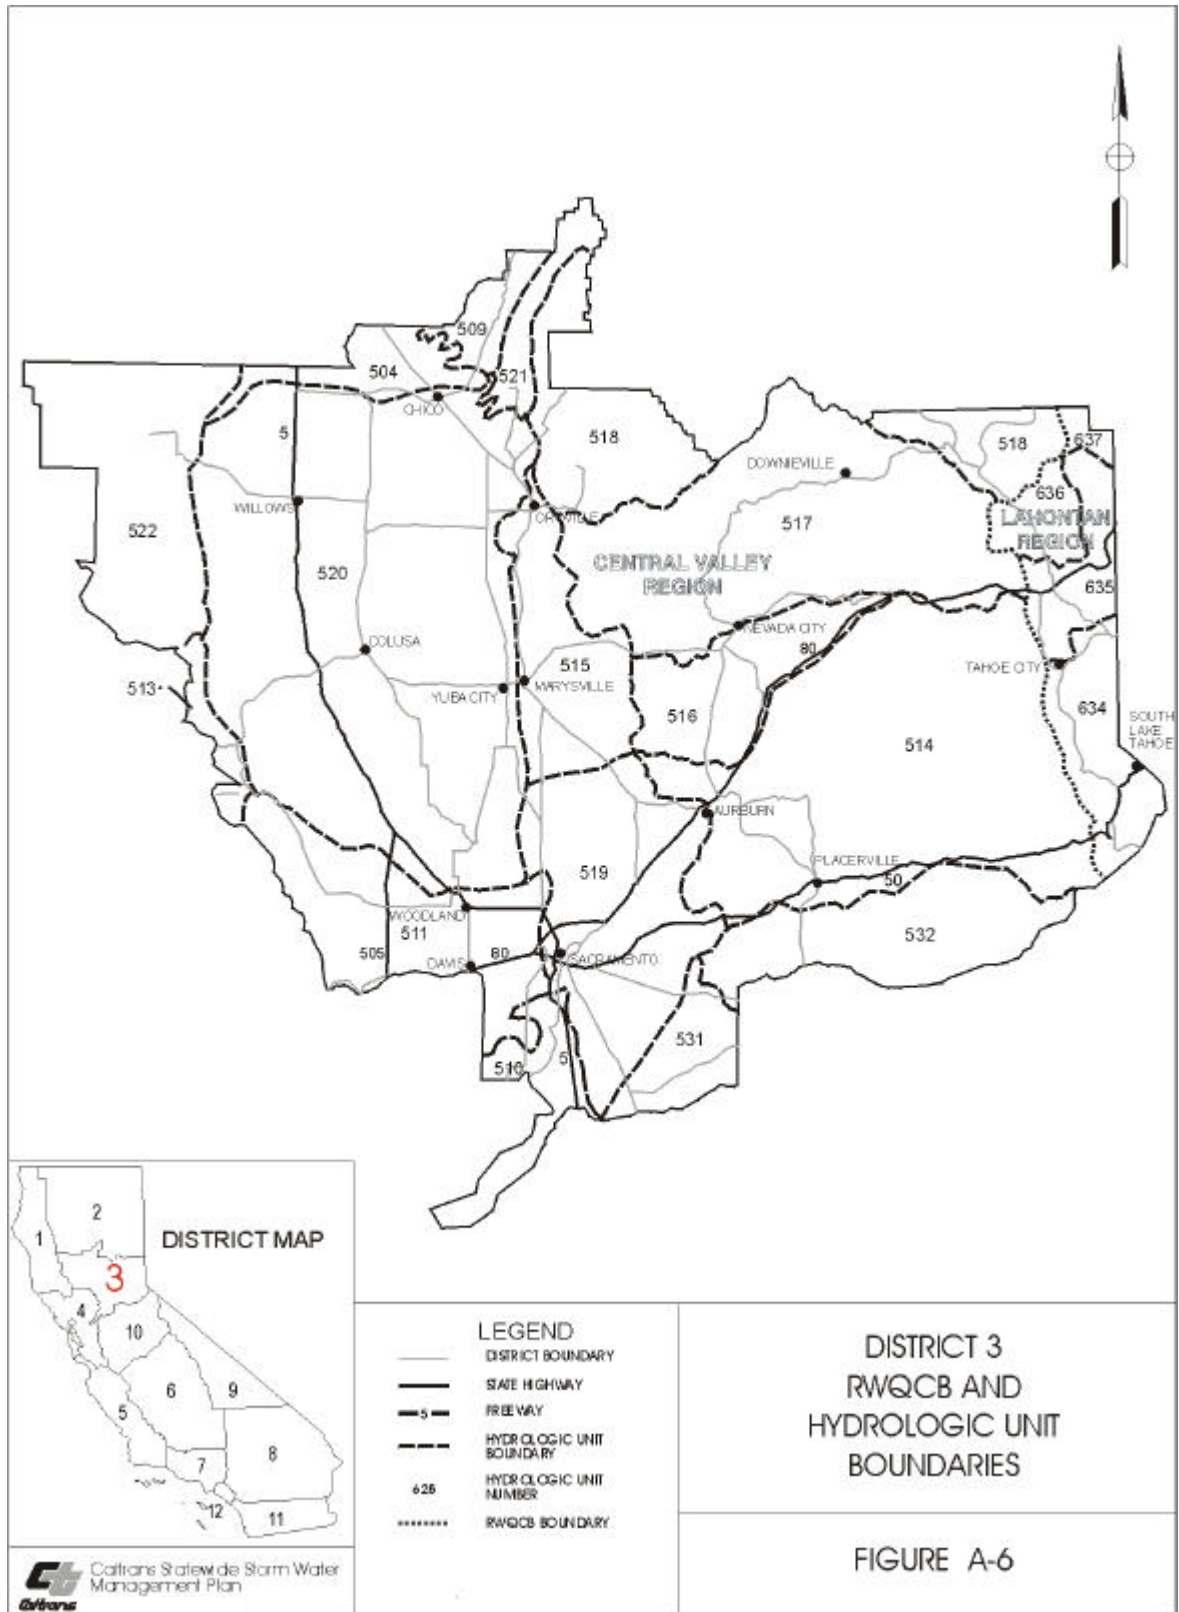 509
504
521
CHICO
518
518
637
5
DOWNIEVILLE
636
WILLOWS
OROVILLE
517
LAHONTAN
REGION
522
520
CENTRAL VALLEY
REGION
635
NEVADA CITY
COLUSA
80
515
TAHOE CITY
513
YUBA CITY
MARYSVILLE
516
634
SOUTH
LAKE
TAHOE
514
AURBURN
PLACERVILLE
519
50
WOODLAND
511
532
505
DAVIS
80
SACRAMENTO
531
510
5
DISTRICT MAP
1
2
3
4
10
6
9
5
8
7
12
11
LEGEND
DISTRICT BOUNDARY
STATE HIGHWAY
5 FREEWAY
HYDROLOGIC UNIT
BOUNDARY
628 HYDROLOGIC UNIT
NUMBER
RWQCB BOUNDARY
DISTRICT 3
RWQCB AND
HYDROLOGIC UNIT
BOUNDARIES
FIGURE A-6
Caltrans Statewide Storm Water
Management Plan
Caltrans